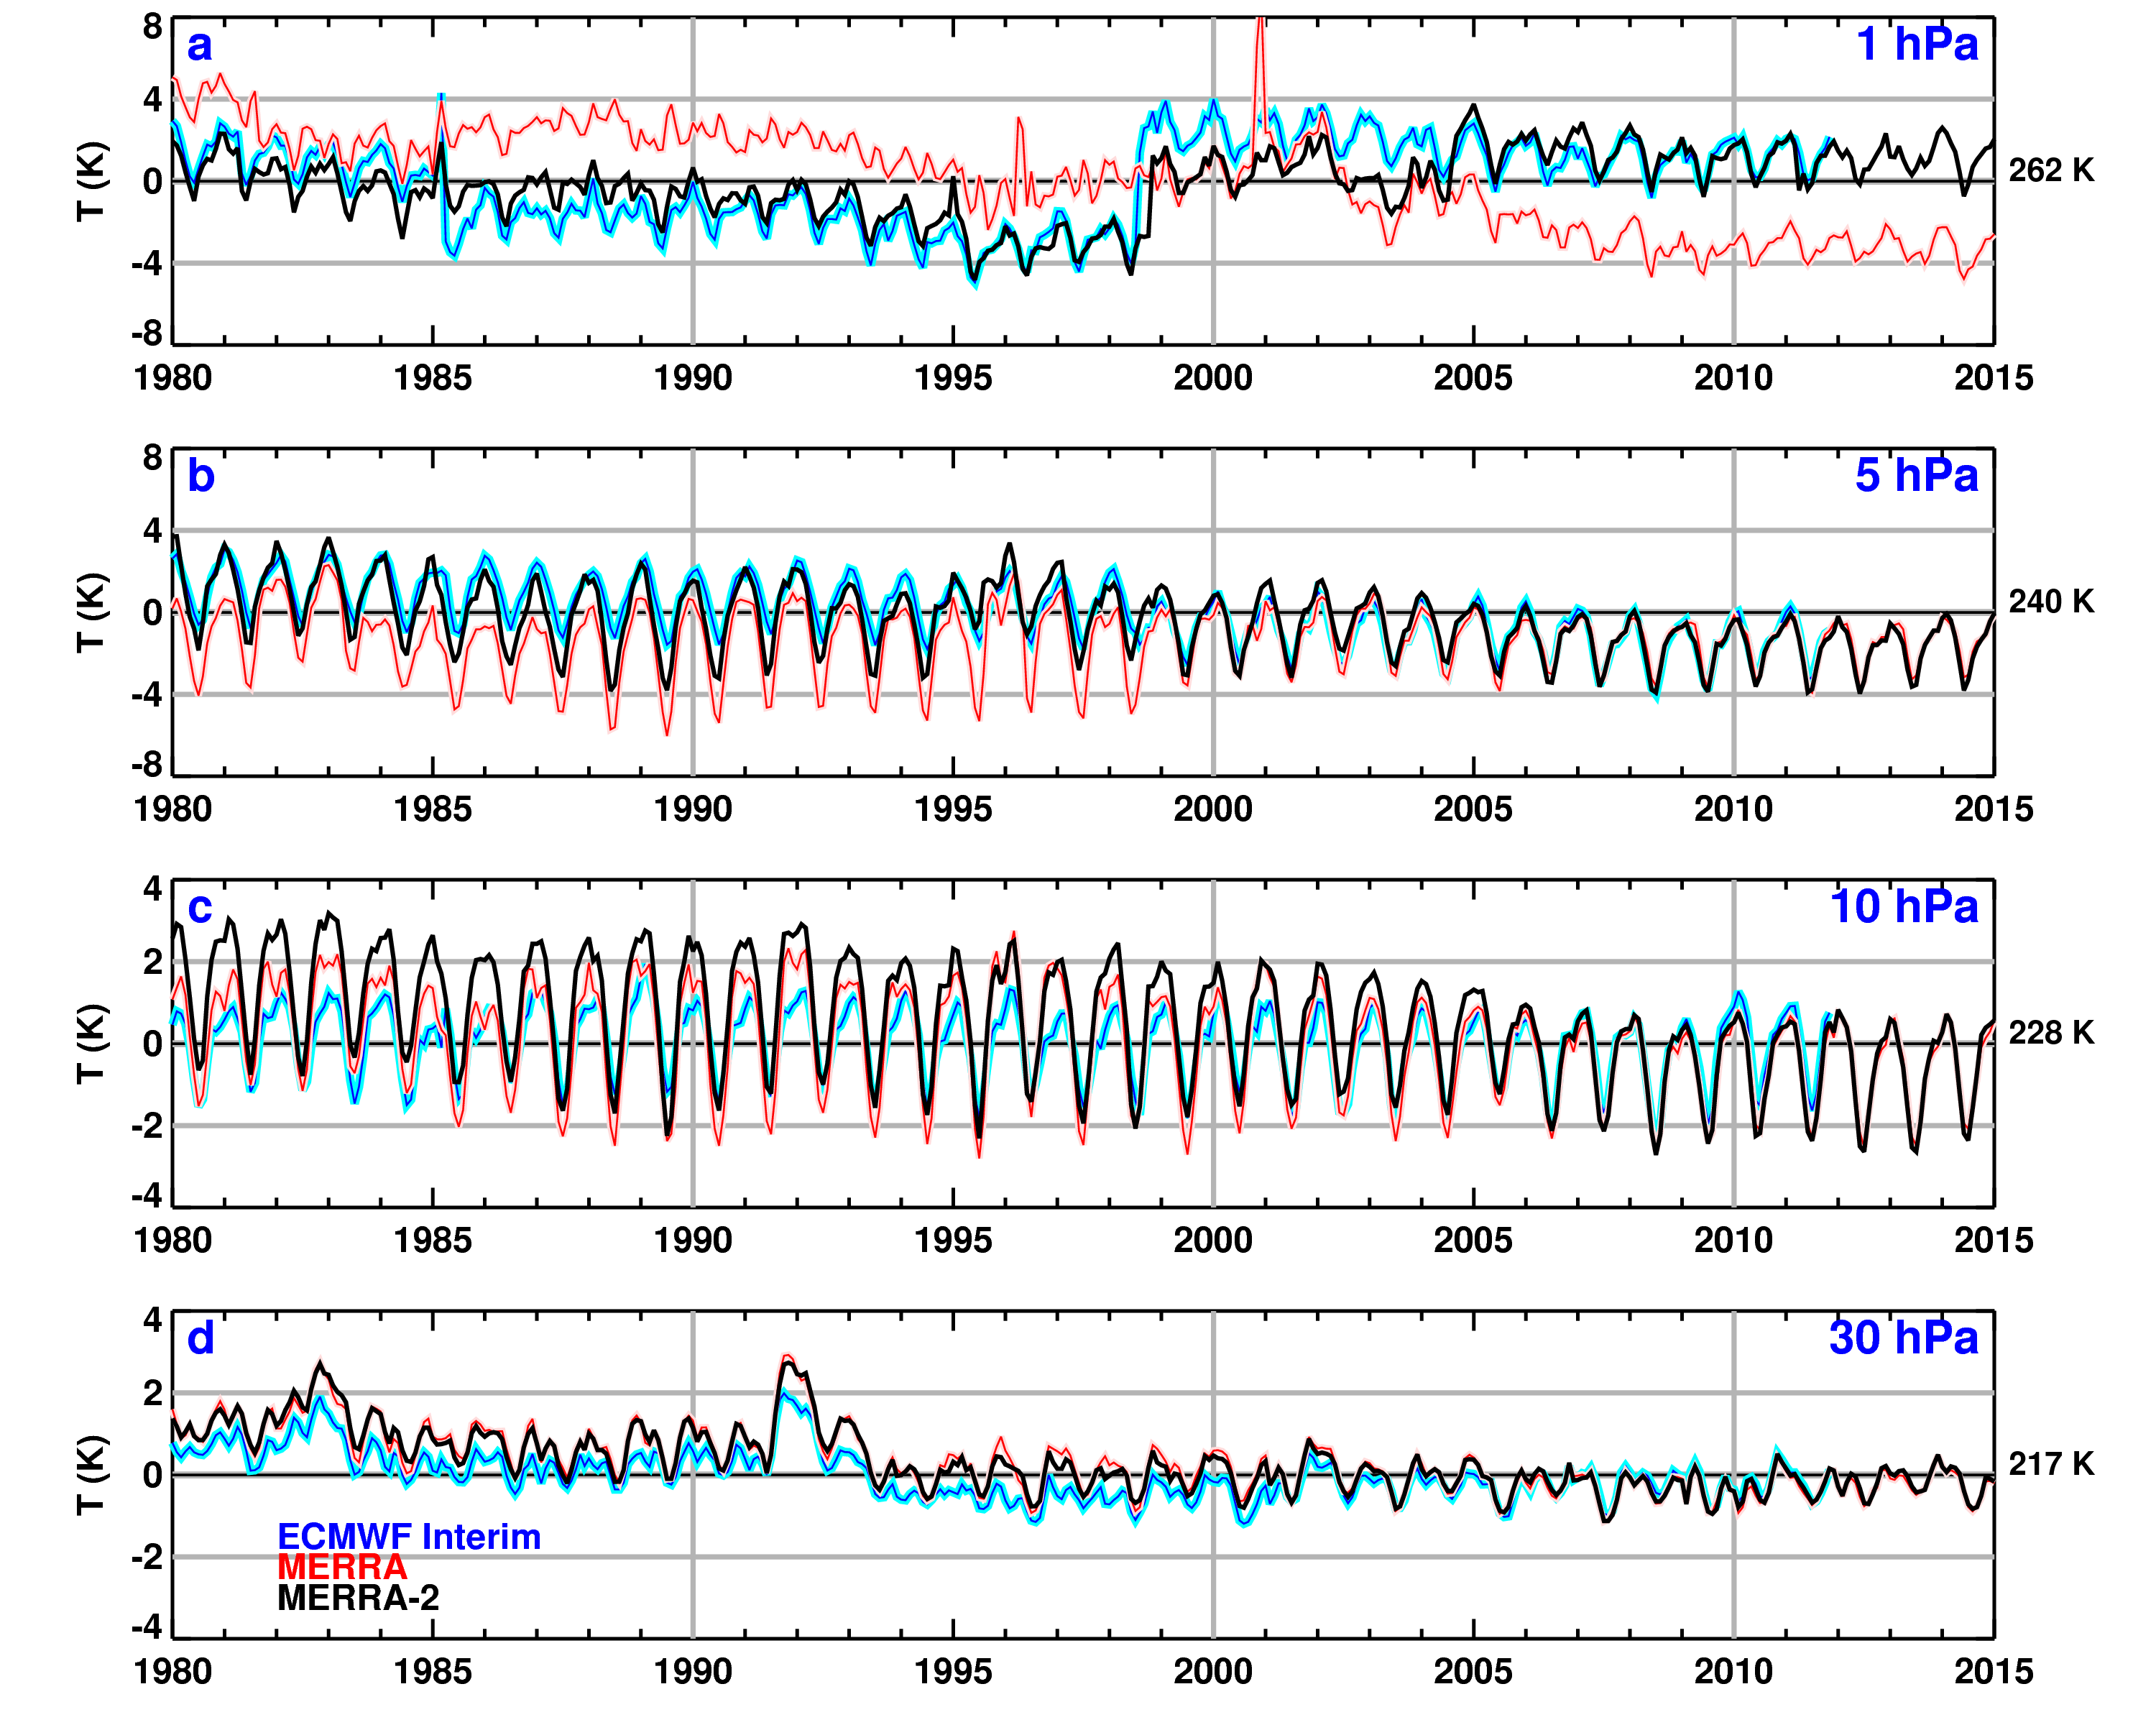 a
1 hPa
8
4
0
-4
-8
T (K)
262 K
1980 1985 1990 1995 2000 2005 2010 2015
b
5 hPa
8
4
0
-4
-8
T (K)
240 K
1980 1985 1990 1995 2000 2005 2010 2015
c
10 hPa
4
2
0
-2
-4
T (K)
228 K
1980 1985 1990 1995 2000 2005 2010 2015
d
30 hPa
4
2
0
-2
-4
T (K)
217 K
ECMWF Interim
MERRA
MERRA-2
1980 1985 1990 1995 2000 2005 2010 2015